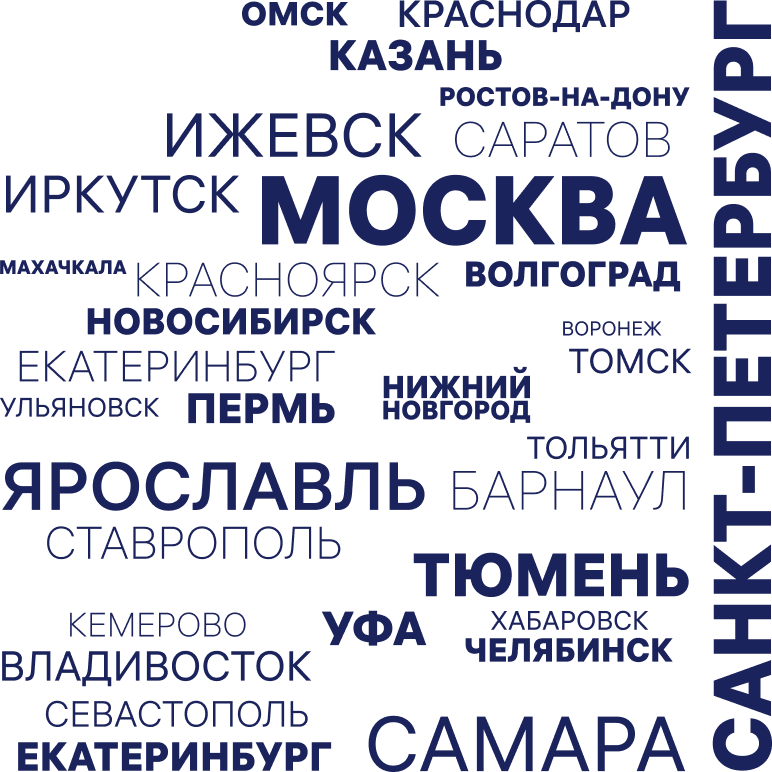 ОМСК
КРАСНОДАР
КАЗАНЬ
РОСТОВ-НА-ДОНУ
ИЖЕВСК
САРАТОВ
ИРКУТСК
МОСКВА
МАХАЧКАЛА
КРАСНОЯРСК
ВОЛГОГРАД
НОВОСИБИРСК
ВОРОНЕЖ
ЕКАТЕРИНБУРГ
ТОМСК
УЛЬЯНОВСК
ПЕРМЬ
НИЖНИЙ
НОВГОРОД
ТОЛЬЯТТИ
ЯРОСЛАВЛЬ
БАРНАУЛ
СТАВРОПОЛЬ
ТЮМЕНЬ
КЕМЕРОВО
УФА
ХАБАРОВСК
ЧЕЛЯБИНСК
ВЛАДИВОСТОК
СЕВАСТОПОЛЬ
САМАРА
ЕКАТЕРИНБУРГ
САНКТ-ПЕТЕРБУРГ